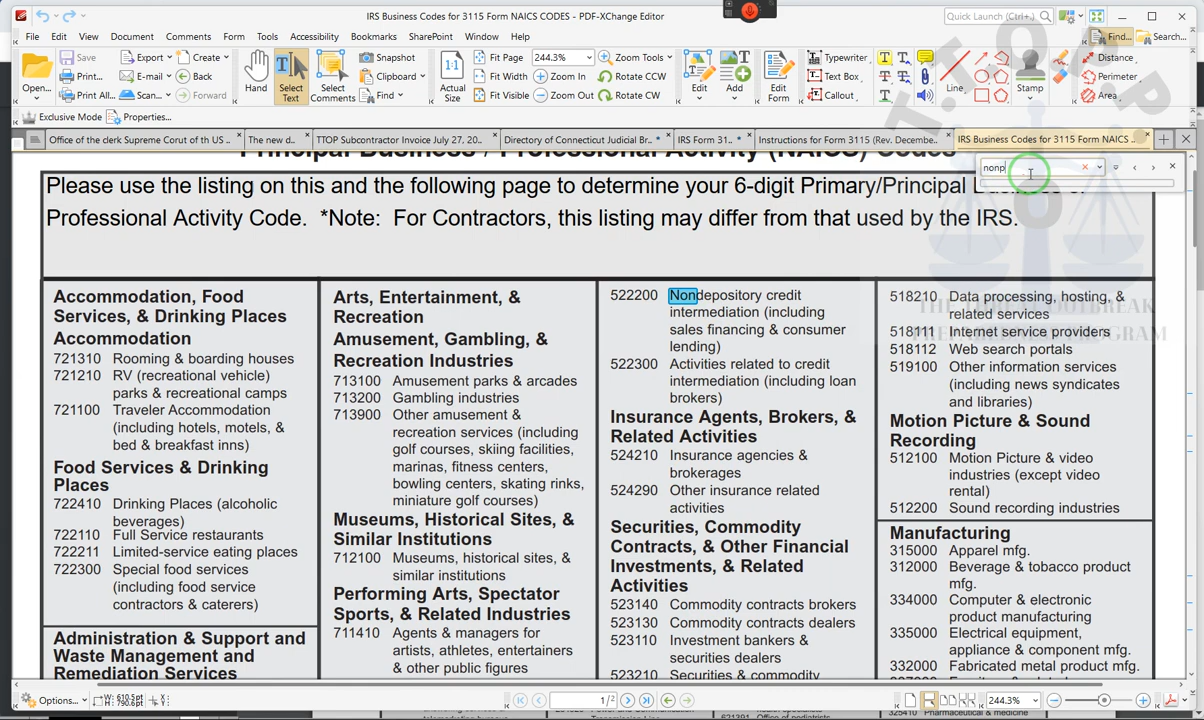 IRS Business Codes for 3115 Form NAICS CODES - PDF-XChange Editor
Quick Launch (Ctrl+.)
File Edit View Document Comments Form Tools Accessibility Bookmarks SharePoint Window Help
Find... Search...
Open...
Save
Print...
Print All...
Export
E-mail
Scan...
Create
Back
Forward
Hand
Select Text
Select Comments
Snapshot
Clipboard
Find
Actual Size
Fit Page
Fit Width
Fit Visible
244.3%
Zoom In
Zoom Out
Zoom Tools
Rotate CCW
Rotate CW
Edit
Add
Edit Form
Typewriter
Text Box
Callout
Line
Stamp
Distance
Perimeter
Area
T.T.O.P.P
Exclusive Mode Properties...
Office of the clerk Supreme Corut of th US ...
The new d...
TTOP Subcontractor Invoice July 27, 20...
Directory of Connecticut Judicial Br... *
IRS Form 31... *
Instructions for Form 3115 (Rev. Decembe...
IRS Business Codes for 3115 Form NAICS ...
Principal Business / Professional Activity (NAICS) Codes
nonp
Please use the listing on this and the following page to determine your 6-digit Primary/Principal Business or
Professional Activity Code. *Note: For Contractors, this listing may differ from that used by the IRS.
Accommodation, Food
Services, & Drinking Places
Accommodation
721310 Rooming & boarding houses
721210 RV (recreational vehicle)
parks & recreational camps
721100 Traveler Accommodation
(including hotels, motels, &
bed & breakfast inns)
Food Services & Drinking
Places
722410 Drinking Places (alcoholic
beverages)
722110 Full Service restaurants
722211 Limited-service eating places
722300 Special food services
(including food service
contractors & caterers)
Administration & Support and
Waste Management and
Remediation Services
Arts, Entertainment, &
Recreation
Amusement, Gambling, &
Recreation Industries
713100 Amusement parks & arcades
713200 Gambling industries
713900 Other amusement &
recreation services (including
golf courses, skiing facilities,
marinas, fitness centers,
bowling centers, skating rinks,
miniature golf courses)
Museums, Historical Sites, &
Similar Institutions
712100 Museums, historical sites, &
similar institutions
Performing Arts, Spectator
Sports, & Related Industries
711410 Agents & managers for
artists, athletes, entertainers
& other public figures
522200 Nondepository credit
intermediation (including
sales financing & consumer
lending)
522300 Activities related to credit
intermediation (including loan
brokers)
Insurance Agents, Brokers, &
Related Activities
524210 Insurance agencies &
brokerages
524290 Other insurance related
activities
Securities, Commodity
Contracts, & Other Financial
Investments, & Related
Activities
523140 Commodity contracts brokers
523130 Commodity contracts dealers
523110 Investment bankers &
securities dealers
523210 Securities & commodity
518210 Data processing, hosting, &
related services
518111 Internet service providers
518112 Web search portals
519100 Other information services
(including news syndicates
and libraries)
Motion Picture & Sound
Recording
512100 Motion Picture & video
industries (except video
rental)
512200 Sound recording industries
Manufacturing
315000 Apparel mfg.
312000 Beverage & tobacco product
mfg.
334000 Computer & electronic
product manufacturing
335000 Electrical equipment,
appliance & component mfg.
332000 Fabricated metal product mfg.
PREPAREDNESS PROGRAM
Options...
W: 610.5pt
H: 790.6pt
X:
Y:
1/2
244.3%